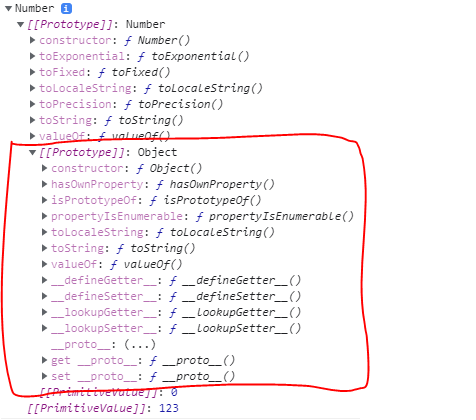 Number i
[[Prototype]]: Number
constructor: ƒ Number()
toExponential: ƒ toExponential()
toFixed: ƒ toFixed()
toLocaleString: ƒ toLocaleString()
toPrecision: ƒ toPrecision()
toString: ƒ toString()
valueOf: ƒ valueOf()
[[Prototype]]: Object
constructor: ƒ Object()
hasOwnProperty: ƒ hasOwnProperty()
isPrototypeOf: ƒ isPrototypeOf()
propertyIsEnumerable: ƒ propertyIsEnumerable()
toLocaleString: ƒ toLocaleString()
toString: ƒ toString()
valueOf: ƒ valueOf()
__defineGetter__: ƒ __defineGetter__()
__defineSetter__: ƒ __defineSetter__()
__lookupGetter__: ƒ __lookupGetter__()
__lookupSetter__: ƒ __lookupSetter__()
__proto__: (...)
get __proto__: ƒ __proto__()
set __proto__: ƒ __proto__()
[[PrimitiveValue]]: 0
[[PrimitiveValue]]: 123